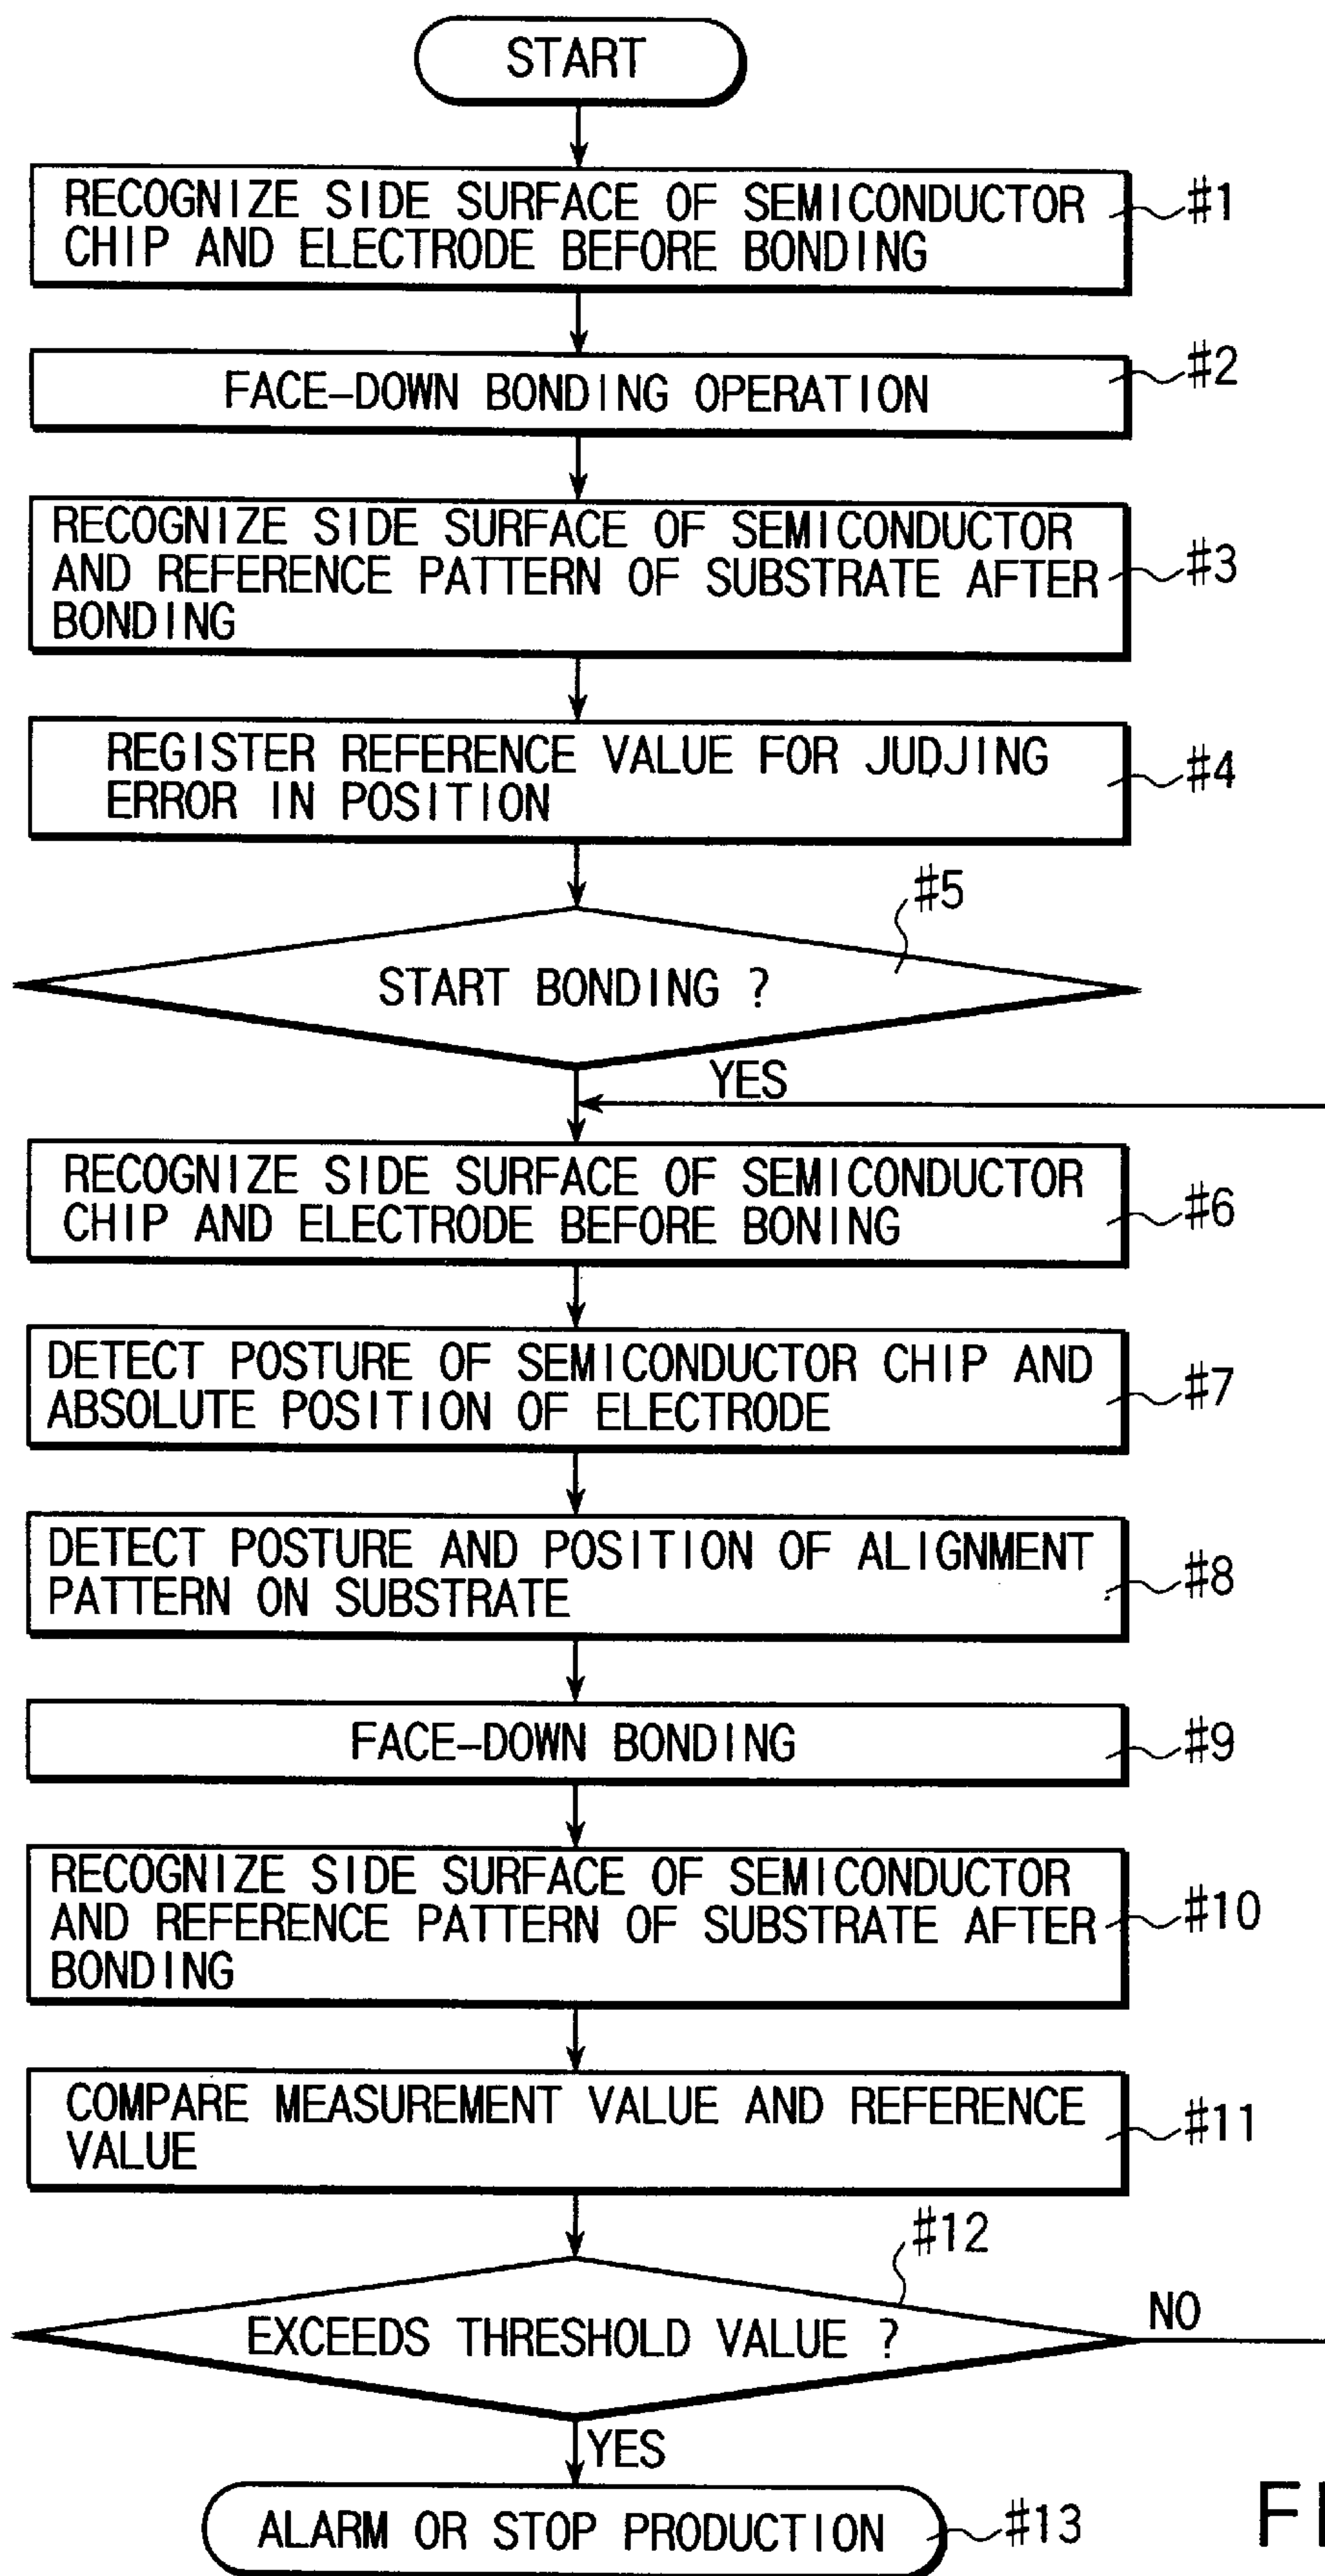 START
RECOGNIZE SIDE SURFACE OF SEMICONDUCTOR
CHIP AND ELECTRODE BEFORE BONDING
#1
FACE-DOWN BONDING OPERATION
#2
RECOGNIZE SIDE SURFACE OF SEMICONDUCTOR
AND REFERENCE PATTERN OF SUBSTRATE AFTER
BONDING
#3
REGISTER REFERENCE VALUE FOR JUDJING
ERROR IN POSITION
#4
#5
START BONDING ?
YES
RECOGNIZE SIDE SURFACE OF SEMICONDUCTOR
CHIP AND ELECTRODE BEFORE BONING
#6
DETECT POSTURE OF SEMICONDUCTOR CHIP AND
ABSOLUTE POSITION OF ELECTRODE
#7
DETECT POSTURE AND POSITION OF ALIGNMENT
PATTERN ON SUBSTRATE
#8
FACE-DOWN BONDING
#9
RECOGNIZE SIDE SURFACE OF SEMICONDUCTOR
AND REFERENCE PATTERN OF SUBSTRATE AFTER
BONDING
#10
COMPARE MEASUREMENT VALUE AND REFERENCE
VALUE
#11
#12
EXCEEDS THRESHOLD VALUE ?
NO
YES
ALARM OR STOP PRODUCTION
#13